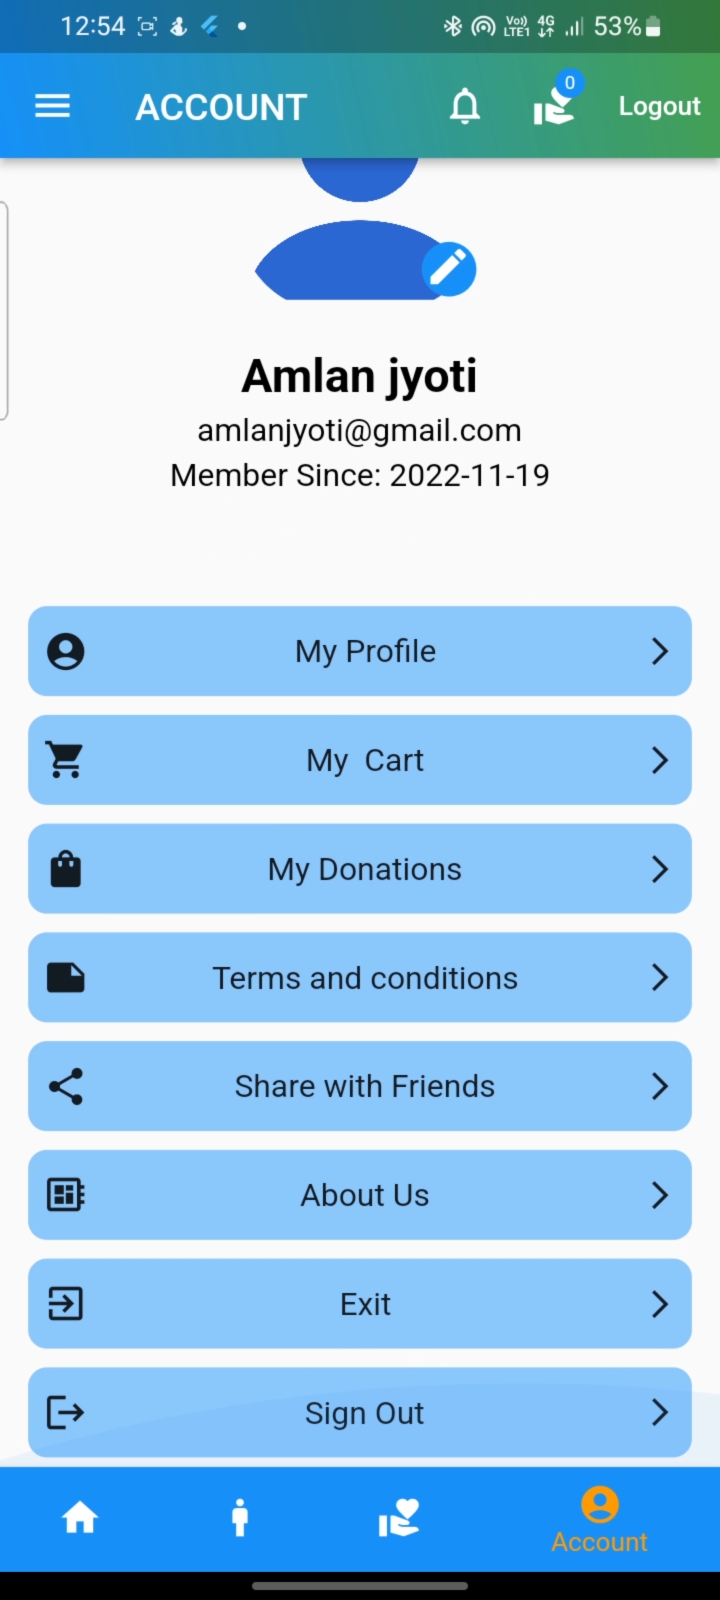 12:54 Vo)) LTE1 4G 53%
ACCOUNT 0 Logout
Amlan jyoti
amlanjyoti@gmail.com
Member Since: 2022-11-19
My Profile
My  Cart
My Donations
Terms and conditions
Share with Friends
About Us
Exit
Sign Out
Account